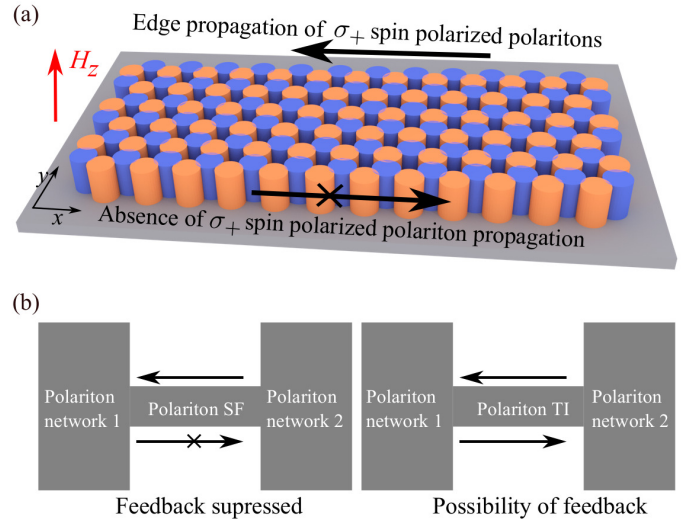 (a)
Edge propagation of σ₊ spin polarized polaritons
H_z
y
x
Absence of σ₊ spin polarized polariton propagation
(b)
Polariton network 1
Polariton SF
Polariton network 2
Polariton network 1
Polariton TI
Polariton network 2
Feedback supressed
Possibility of feedback